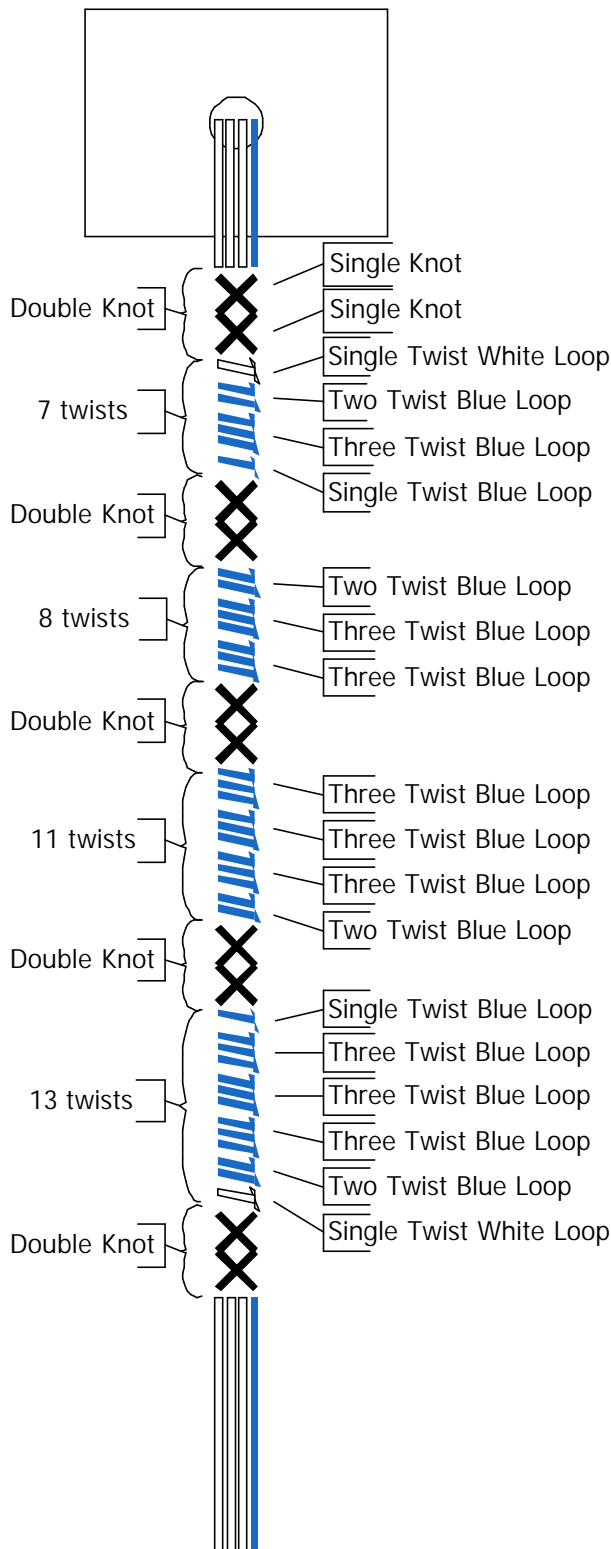 Single Knot
Double Knot
Single Knot
Single Twist White Loop
Two Twist Blue Loop
7 twists
Three Twist Blue Loop
Single Twist Blue Loop
Double Knot
Two Twist Blue Loop
8 twists
Three Twist Blue Loop
Three Twist Blue Loop
Double Knot
Three Twist Blue Loop
11 twists
Three Twist Blue Loop
Three Twist Blue Loop
Two Twist Blue Loop
Double Knot
Single Twist Blue Loop
Three Twist Blue Loop
13 twists
Three Twist Blue Loop
Three Twist Blue Loop
Two Twist Blue Loop
Single Twist White Loop
Double Knot